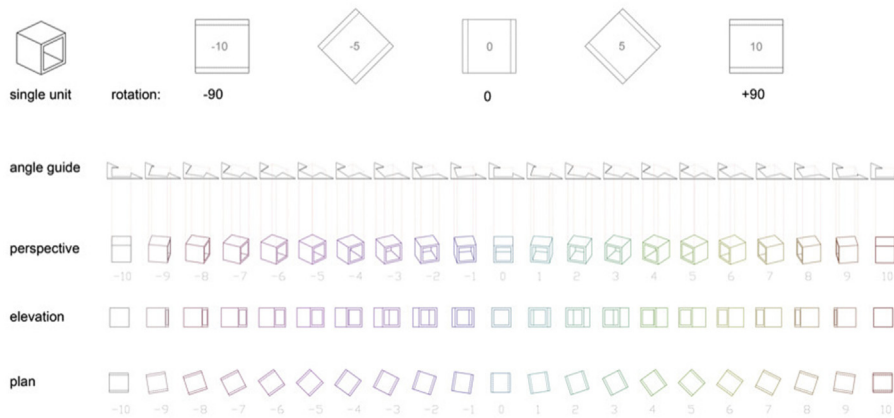 -10 -5 0 5 10
single unit rotation: -90 0 +90
angle guide
perspective
-10 -9 -8 -7 -6 -5 -4 -3 -2 -1 0 1 2 3 4 5 6 7 8 9 10
elevation
plan
-10 -9 -8 -7 -6 -5 -4 -3 -2 -1 0 1 2 3 4 5 6 7 8 9 10